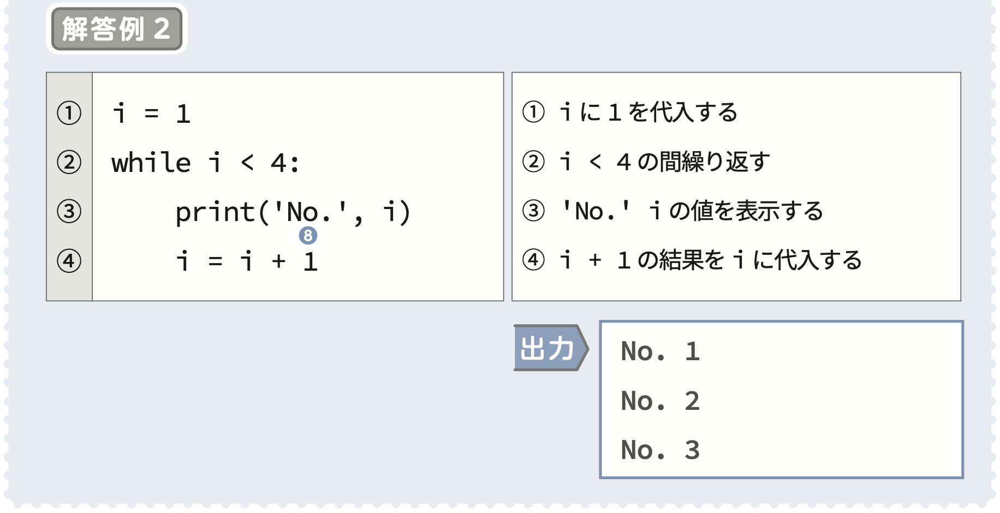 解答例 2
① i = 1
② while i < 4:
③     print('No.', i)
8
④     i = i + 1
① i に 1 を代入する
② i < 4 の間繰り返す
③ 'No.' i の値を表示する
④ i + 1 の結果を i に代入する
出力
No. 1
No. 2
No. 3